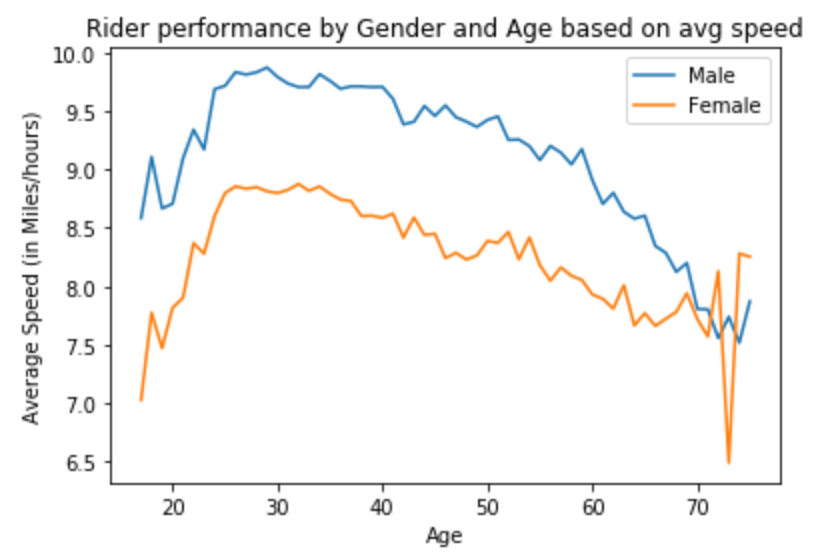 Rider performance by Gender and Age based on avg speed
Male
Female
Average Speed (in Miles/hours)
10.0
9.5
9.0
8.5
8.0
7.5
7.0
6.5
20 30 40 50 60 70
Age